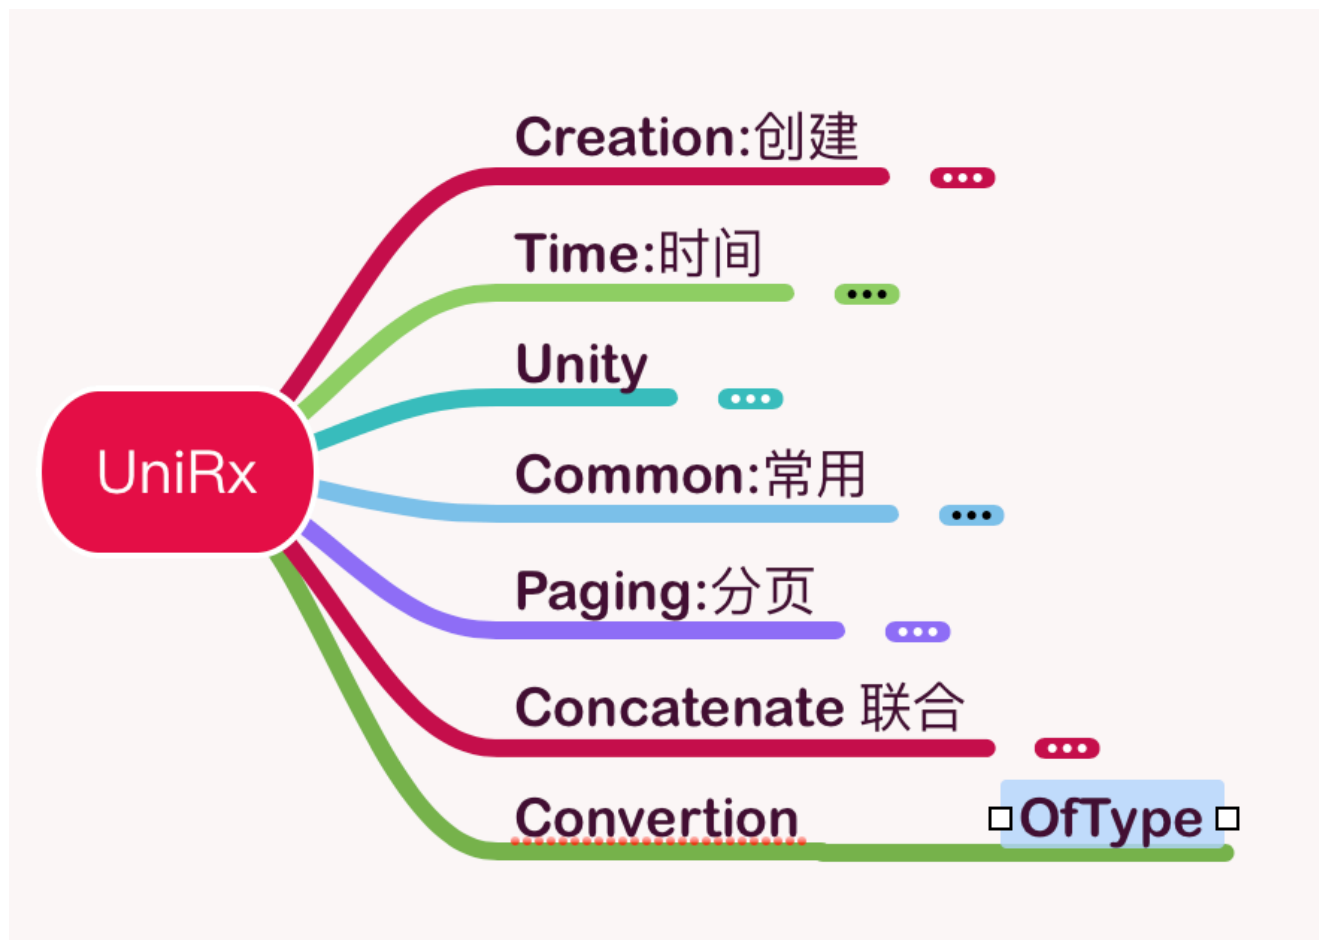 Creation:创建
Time:时间
Unity
UniRx
Common:常用
Paging:分页
Concatenate 联合
Convertion
OfType